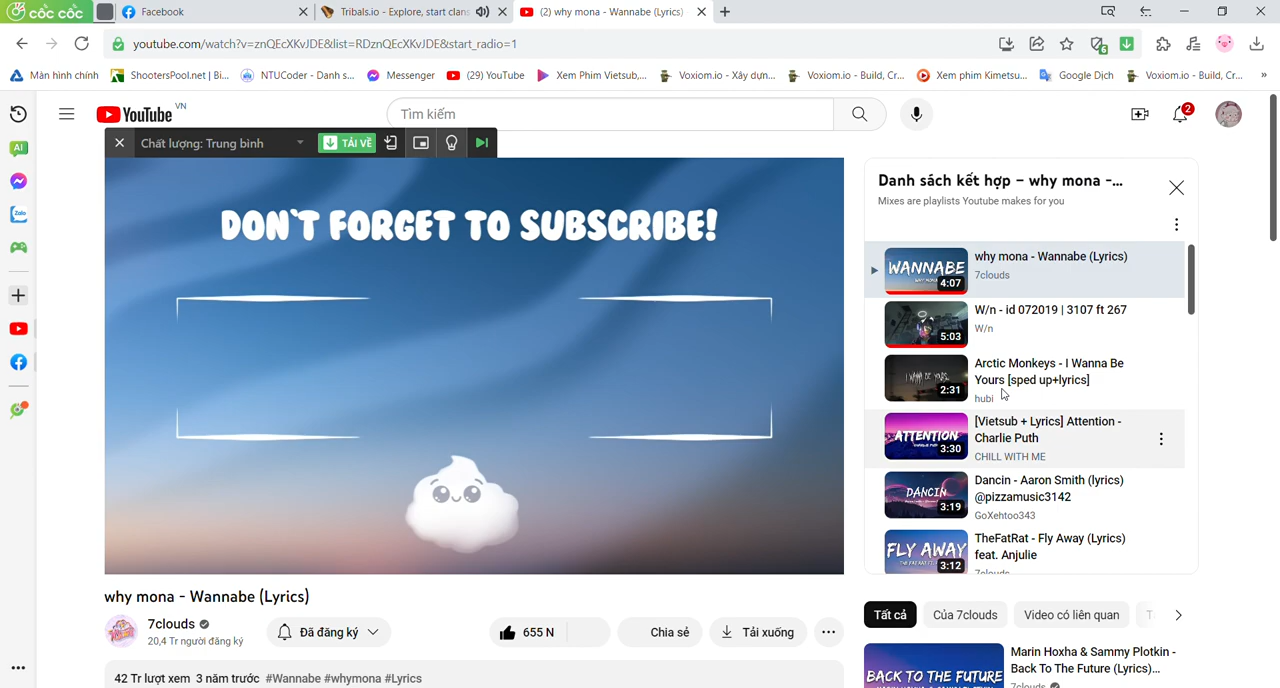 cốc cốc
Facebook
Tribals.io - Explore, start clans
(2) why mona - Wannabe (Lyrics)
youtube.com/watch?v=znQEcXKvJDE&list=RDznQEcXKvJDE&start_radio=1
6
Màn hình chính
ShootersPool.net | Bi...
NTUCoder - Danh s...
Messenger
(29) YouTube
Xem Phim Vietsub,...
Voxiom.io - Xây dựn...
Voxiom.io - Build, Cr...
Xem phim Kimetsu...
Google Dịch
Voxiom.io - Build, Cr...
»
YouTube VN
Tìm kiếm
2
AI
Zalo
Chất lượng: Trung bình
TẢI VỀ
DON'T FORGET TO SUBSCRIBE!
Danh sách kết hợp – why mona -...
Mixes are playlists Youtube makes for you
WANNABE
4:07
why mona - Wannabe (Lyrics)
7clouds
5:03
W/n - id 072019 | 3107 ft 267
W/n
I WANNA BE YOURS
2:31
Arctic Monkeys - I Wanna Be
Yours [sped up+lyrics]
hubi
ATTENTION
3:30
[Vietsub + Lyrics] Attention -
Charlie Puth
CHILL WITH ME
DANCIN
3:19
Dancin - Aaron Smith (lyrics)
@pizzamusic3142
GoXehtoo343
FLY AWAY
3:12
TheFatRat - Fly Away (Lyrics)
feat. Anjulie
7clouds
why mona - Wannabe (Lyrics)
7clouds
20,4 Tr người đăng ký
Đã đăng ký
655 N
Chia sẻ
Tải xuống
42 Tr lượt xem 3 năm trước #Wannabe #whymona #Lyrics
Tất cả
Của 7clouds
Video có liên quan
BACK TO THE FUTURE
Marin Hoxha & Sammy Plotkin -
Back To The Future (Lyrics)...
7clouds